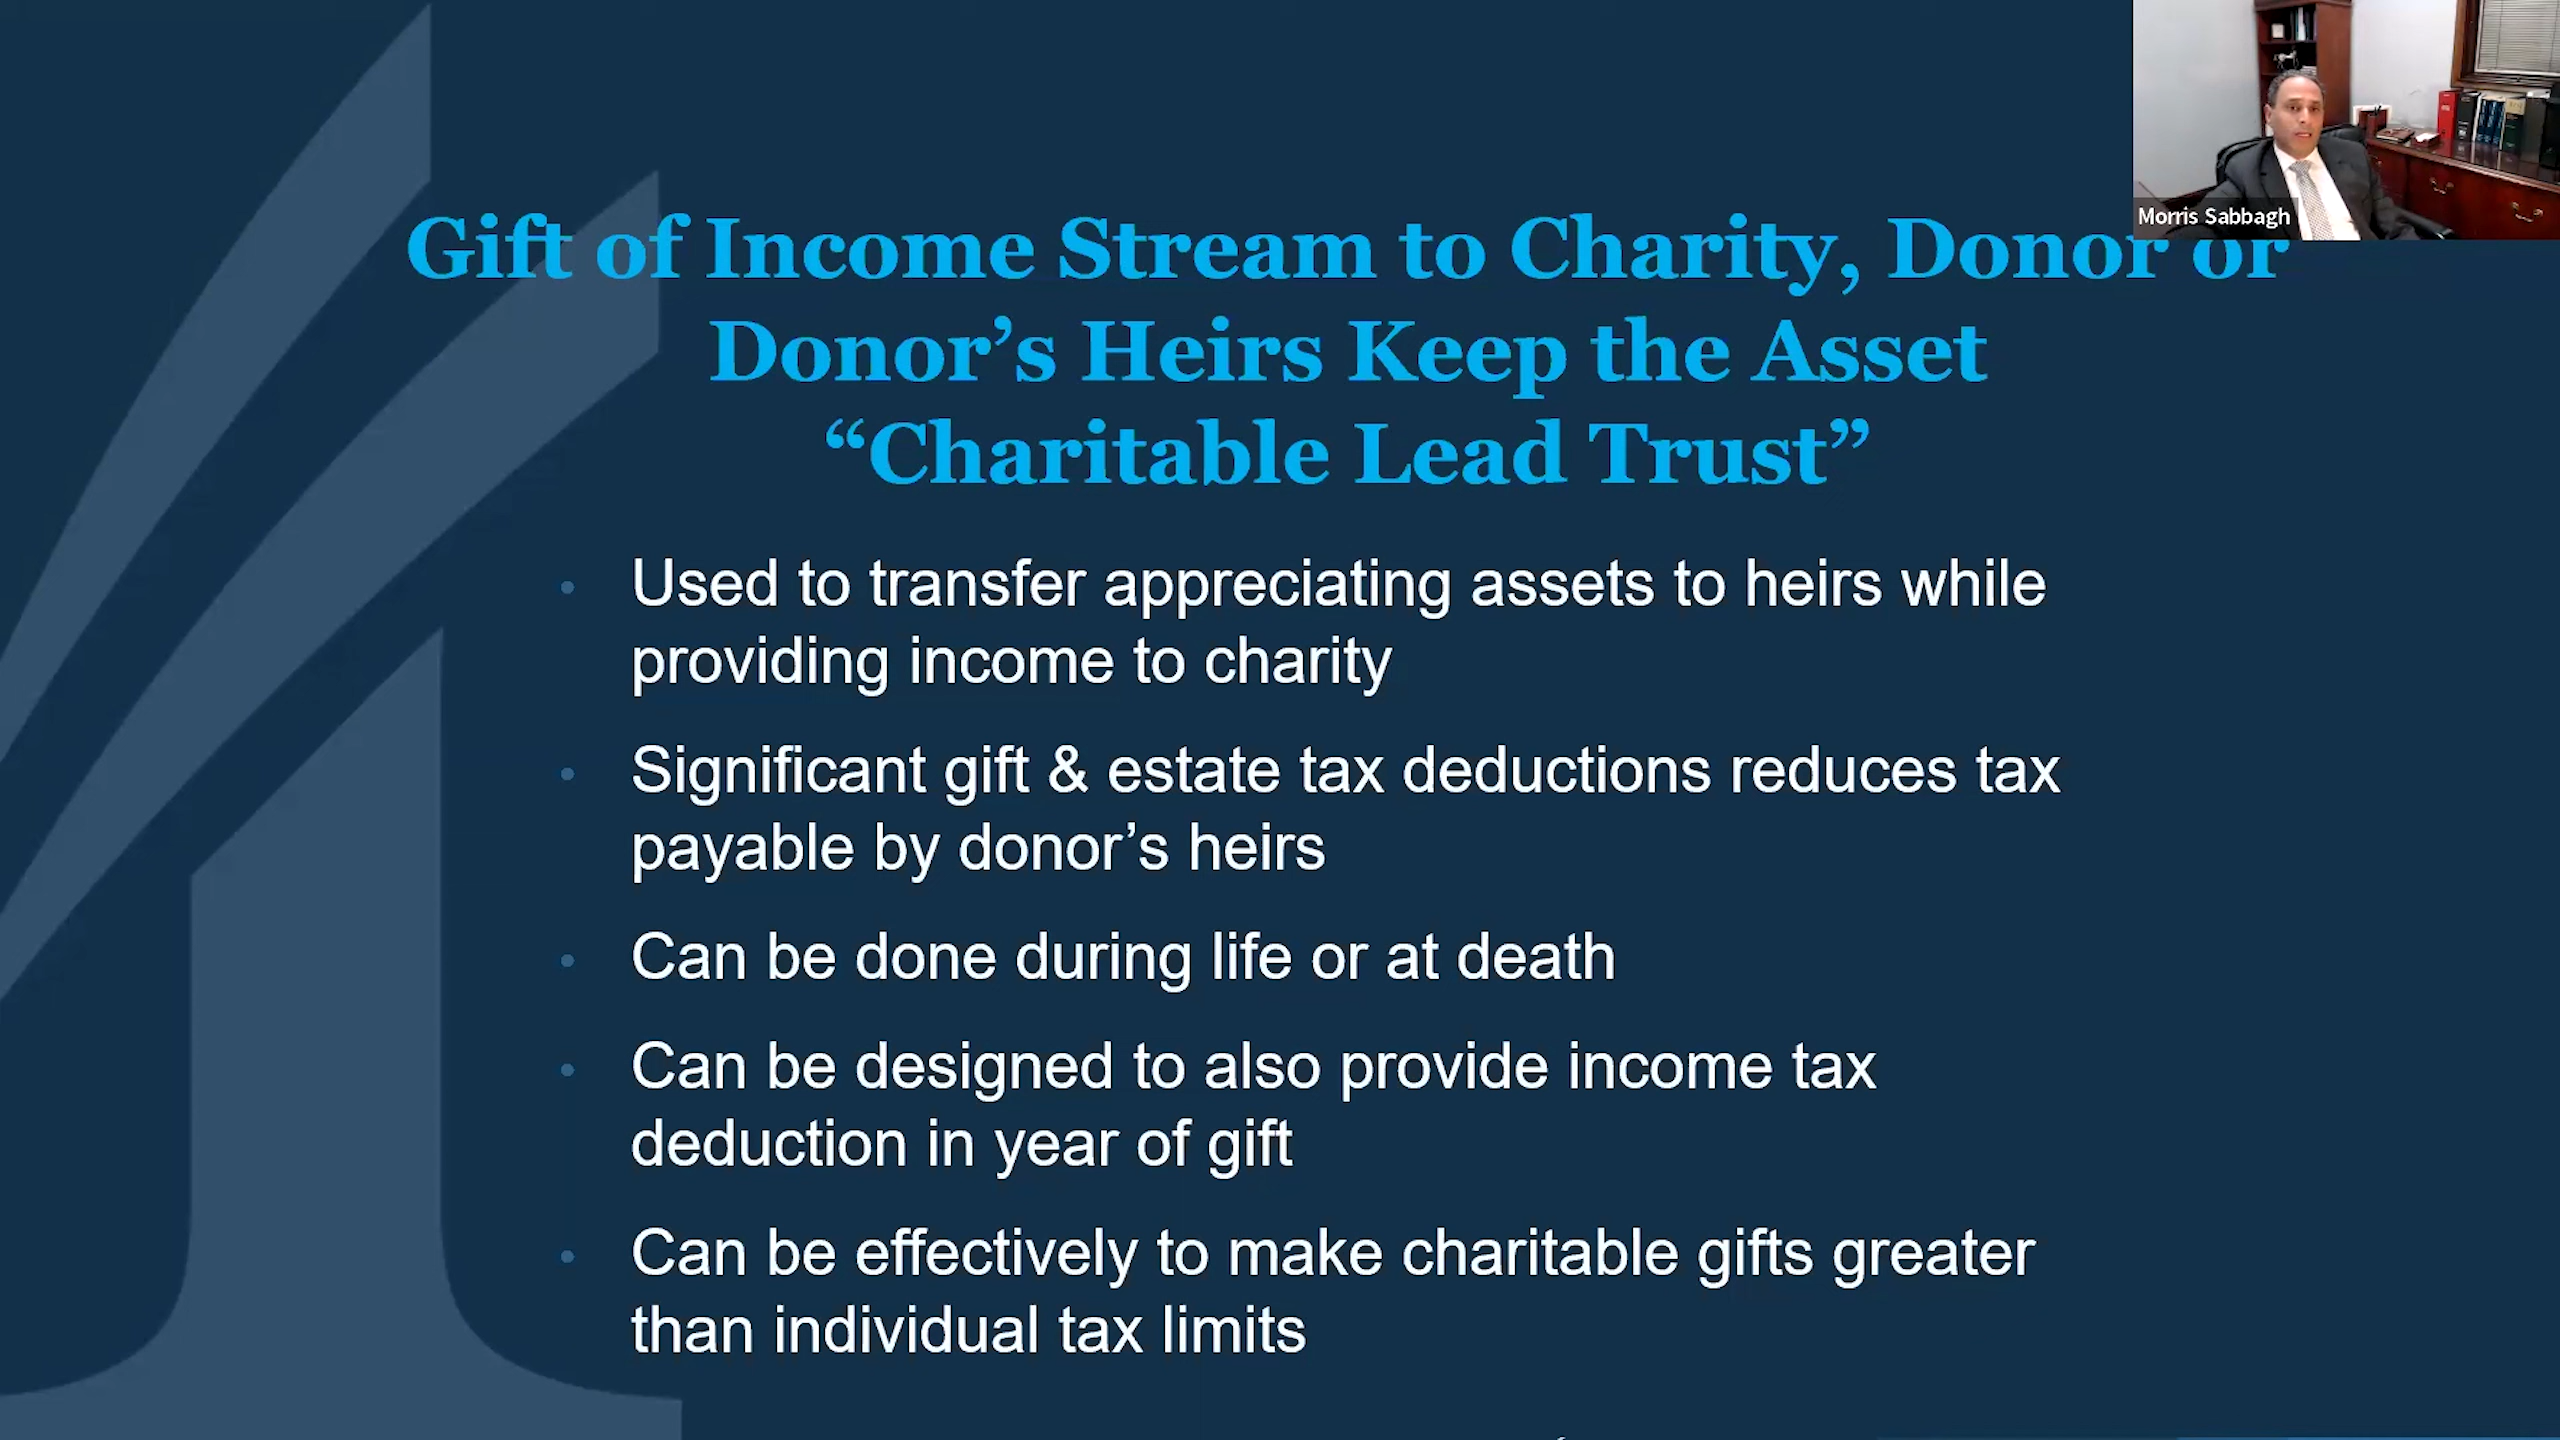 Morris Sabbagh
Gift of Income Stream to Charity, Donor or
Donor’s Heirs Keep the Asset
“Charitable Lead Trust”
• Used to transfer appreciating assets to heirs while
providing income to charity
• Significant gift & estate tax deductions reduces tax
payable by donor’s heirs
• Can be done during life or at death
• Can be designed to also provide income tax
deduction in year of gift
• Can be effectively to make charitable gifts greater
than individual tax limits